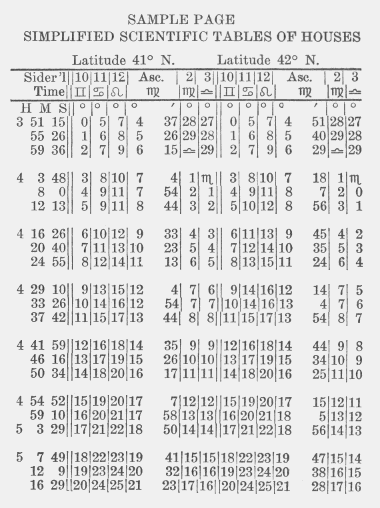 SAMPLE PAGE
SIMPLIFIED SCIENTIFIC TABLES OF HOUSES
Latitude 41° N. Latitude 42° N.
Sider'l 10 11 12 Asc. 2 3 10 11 12 Asc. 2 3
Time ♊ ♋ ♌ ♍ ♍ ♎ ♊ ♋ ♌ ♍ ♍ ♎
H M S ° ° ° ° ′ ° ° ° ° ° ° ′ ° °
3 51 15 0 5 7 4 37 28 27 0 5 7 4 51 28 27
55 26 1 6 8 5 26 29 28 1 6 8 5 40 29 28
59 36 2 7 9 6 15 ♎ 29 2 7 9 6 29 ♎ 29
4 3 48 3 8 10 7 4 1 ♏ 3 8 10 7 18 1 ♏
8 0 4 9 11 7 54 2 1 4 9 11 8 7 2 0
12 13 5 9 11 8 44 3 2 5 10 12 8 56 3 1
4 16 26 6 10 12 9 33 4 3 6 11 13 9 45 4 2
20 40 7 11 13 10 23 5 4 7 12 14 10 35 5 3
24 55 8 12 14 11 13 6 5 8 13 15 11 24 6 4
4 29 10 9 13 15 12 4 7 6 9 14 16 12 14 7 5
33 26 10 14 16 12 54 7 7 10 14 16 13 4 7 6
37 42 11 15 17 13 44 8 8 11 15 17 13 54 8 7
4 41 59 12 16 18 14 35 9 9 12 16 18 14 44 9 8
46 16 13 17 19 15 26 10 10 13 17 19 15 34 10 9
50 34 14 18 20 16 17 11 11 14 18 20 16 25 11 10
4 54 52 15 19 20 17 7 12 12 15 19 20 17 15 12 11
59 10 16 20 21 17 58 13 13 16 20 21 18 5 13 12
5 3 29 17 21 22 18 50 14 14 17 21 22 18 56 14 13
5 7 49 18 22 23 19 41 15 15 18 22 23 19 47 15 14
12 9 19 23 24 20 32 16 16 19 23 24 20 38 16 15
16 29 20 24 25 21 23 17 16 20 24 25 21 28 17 16